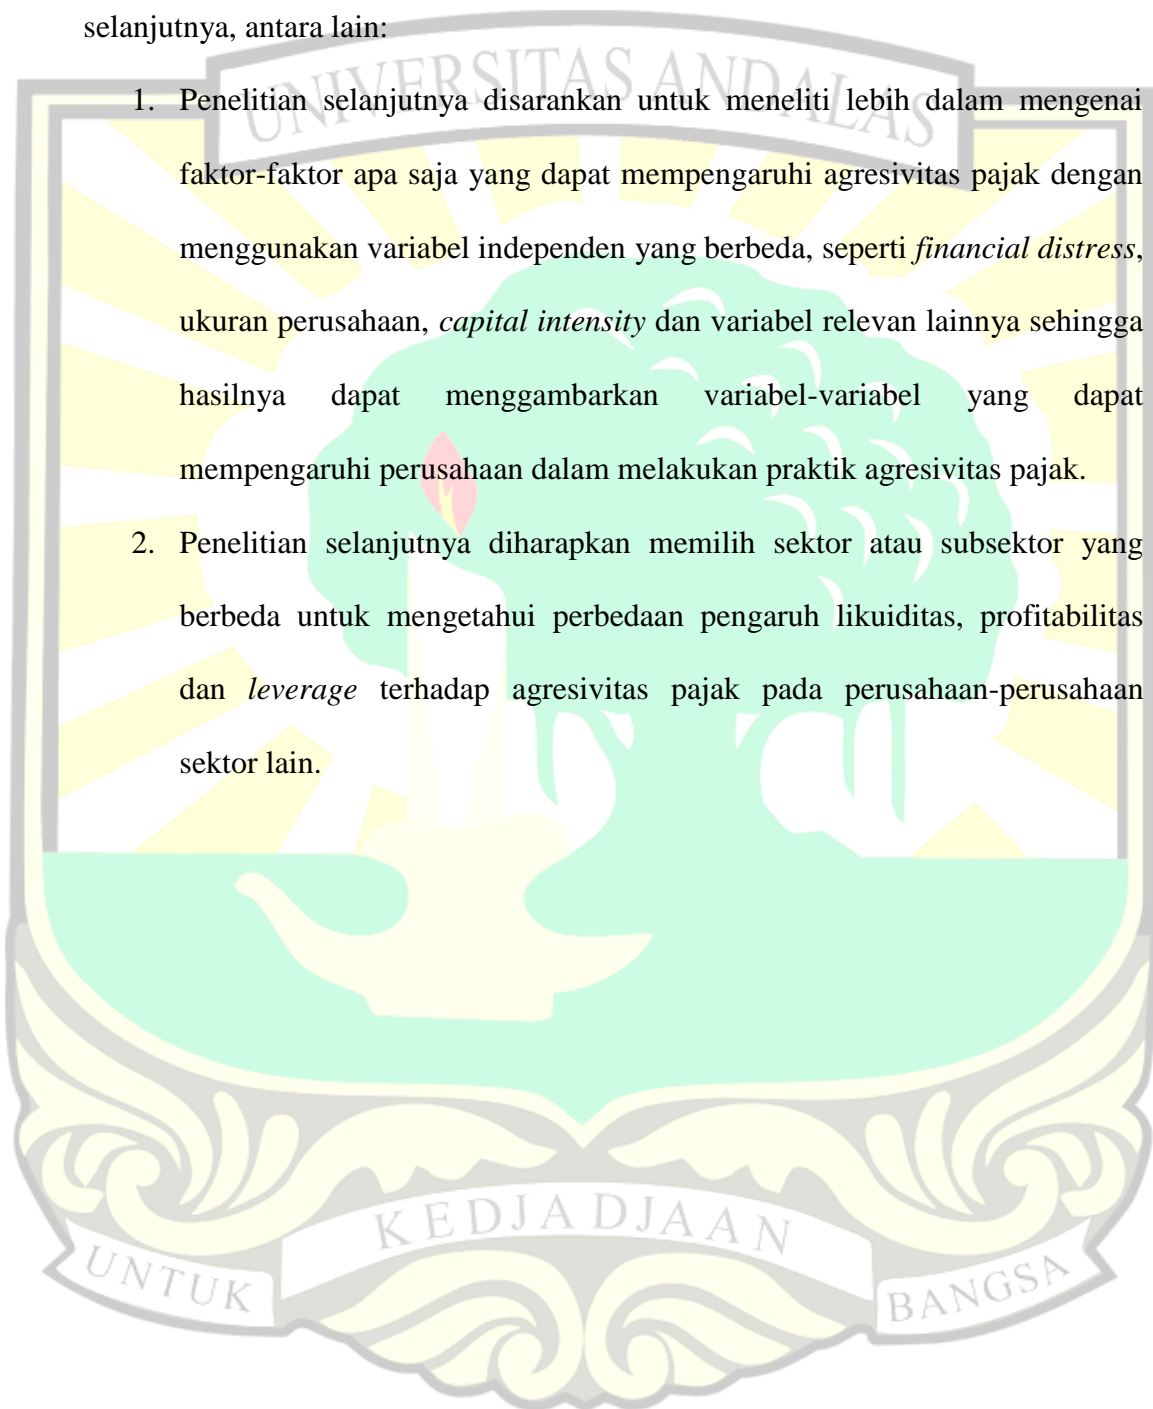 selanjutnya, antara lain:
UNIVERSITAS ANDALAS
1. Penelitian selanjutnya disarankan untuk meneliti lebih dalam mengenai
faktor-faktor apa saja yang dapat mempengaruhi agresivitas pajak dengan
menggunakan variabel independen yang berbeda, seperti financial distress,
ukuran perusahaan, capital intensity dan variabel relevan lainnya sehingga
hasilnya dapat menggambarkan variabel-variabel yang dapat
mempengaruhi perusahaan dalam melakukan praktik agresivitas pajak.
2. Penelitian selanjutnya diharapkan memilih sektor atau subsektor yang
berbeda untuk mengetahui perbedaan pengaruh likuiditas, profitabilitas
dan leverage terhadap agresivitas pajak pada perusahaan-perusahaan
sektor lain.
UNTUK KEDJADJAAN BANGSA